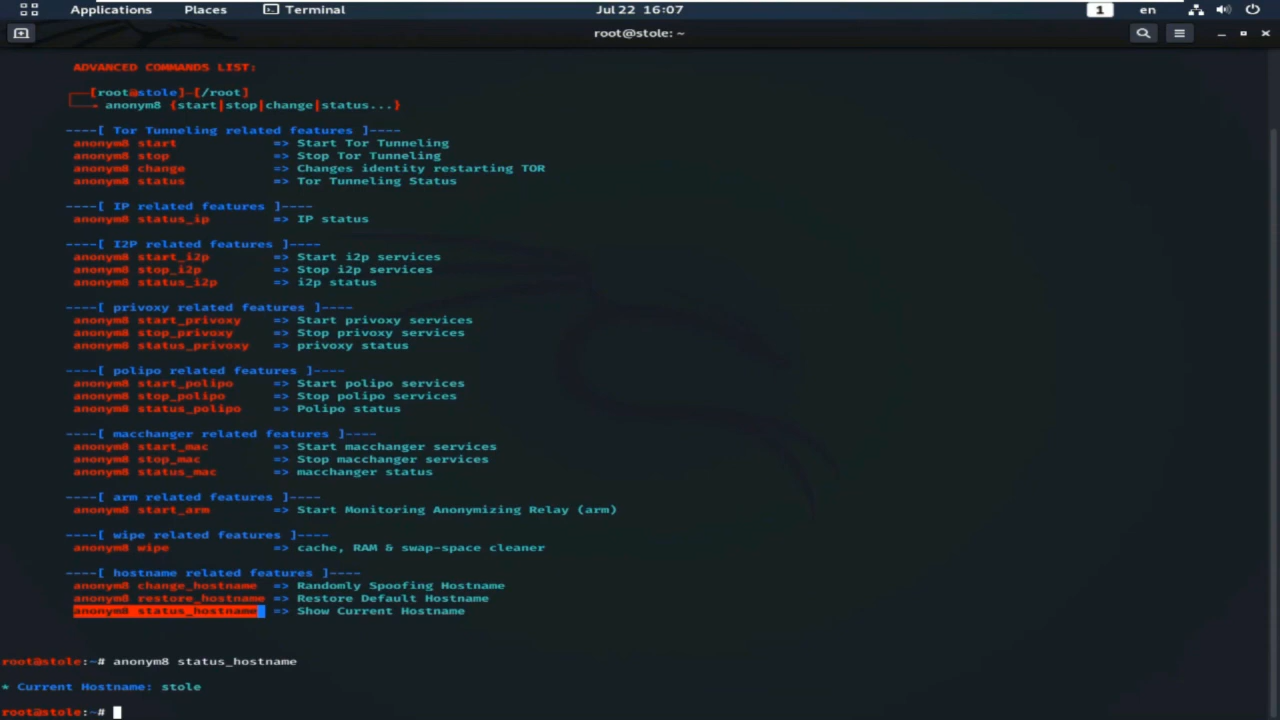 Applications Places Terminal Jul 22 16:07 1 en
root@stole: ~
ADVANCED COMMANDS LIST:
[root@stole]-[/root]
anonym8 {start|stop|change|status...}
----[ Tor Tunneling related features ]----
anonym8 start => Start Tor Tunneling
anonym8 stop => Stop Tor Tunneling
anonym8 change => Changes identity restarting TOR
anonym8 status => Tor Tunneling Status
----[ IP related features ]----
anonym8 status_ip => IP status
----[ I2P related features ]----
anonym8 start_i2p => Start i2p services
anonym8 stop_i2p => Stop i2p services
anonym8 status_i2p => i2p status
----[ privoxy related features ]----
anonym8 start_privoxy => Start privoxy services
anonym8 stop_privoxy => Stop privoxy services
anonym8 status_privoxy => privoxy status
----[ polipo related features ]----
anonym8 start_polipo => Start polipo services
anonym8 stop_polipo => Stop polipo services
anonym8 status_polipo => Polipo status
----[ macchanger related features ]----
anonym8 start_mac => Start macchanger services
anonym8 stop_mac => Stop macchanger services
anonym8 status_mac => macchanger status
----[ arm related features ]----
anonym8 start_arm => Start Monitoring Anonymizing Relay (arm)
----[ wipe related features ]----
anonym8 wipe => cache, RAM & swap-space cleaner
----[ hostname related features ]----
anonym8 change_hostname => Randomly Spoofing Hostname
anonym8 restore_hostname => Restore Default Hostname
anonym8 status_hostname => Show Current Hostname
root@stole:~# anonym8 status_hostname
* Current Hostname: stole
root@stole:~#